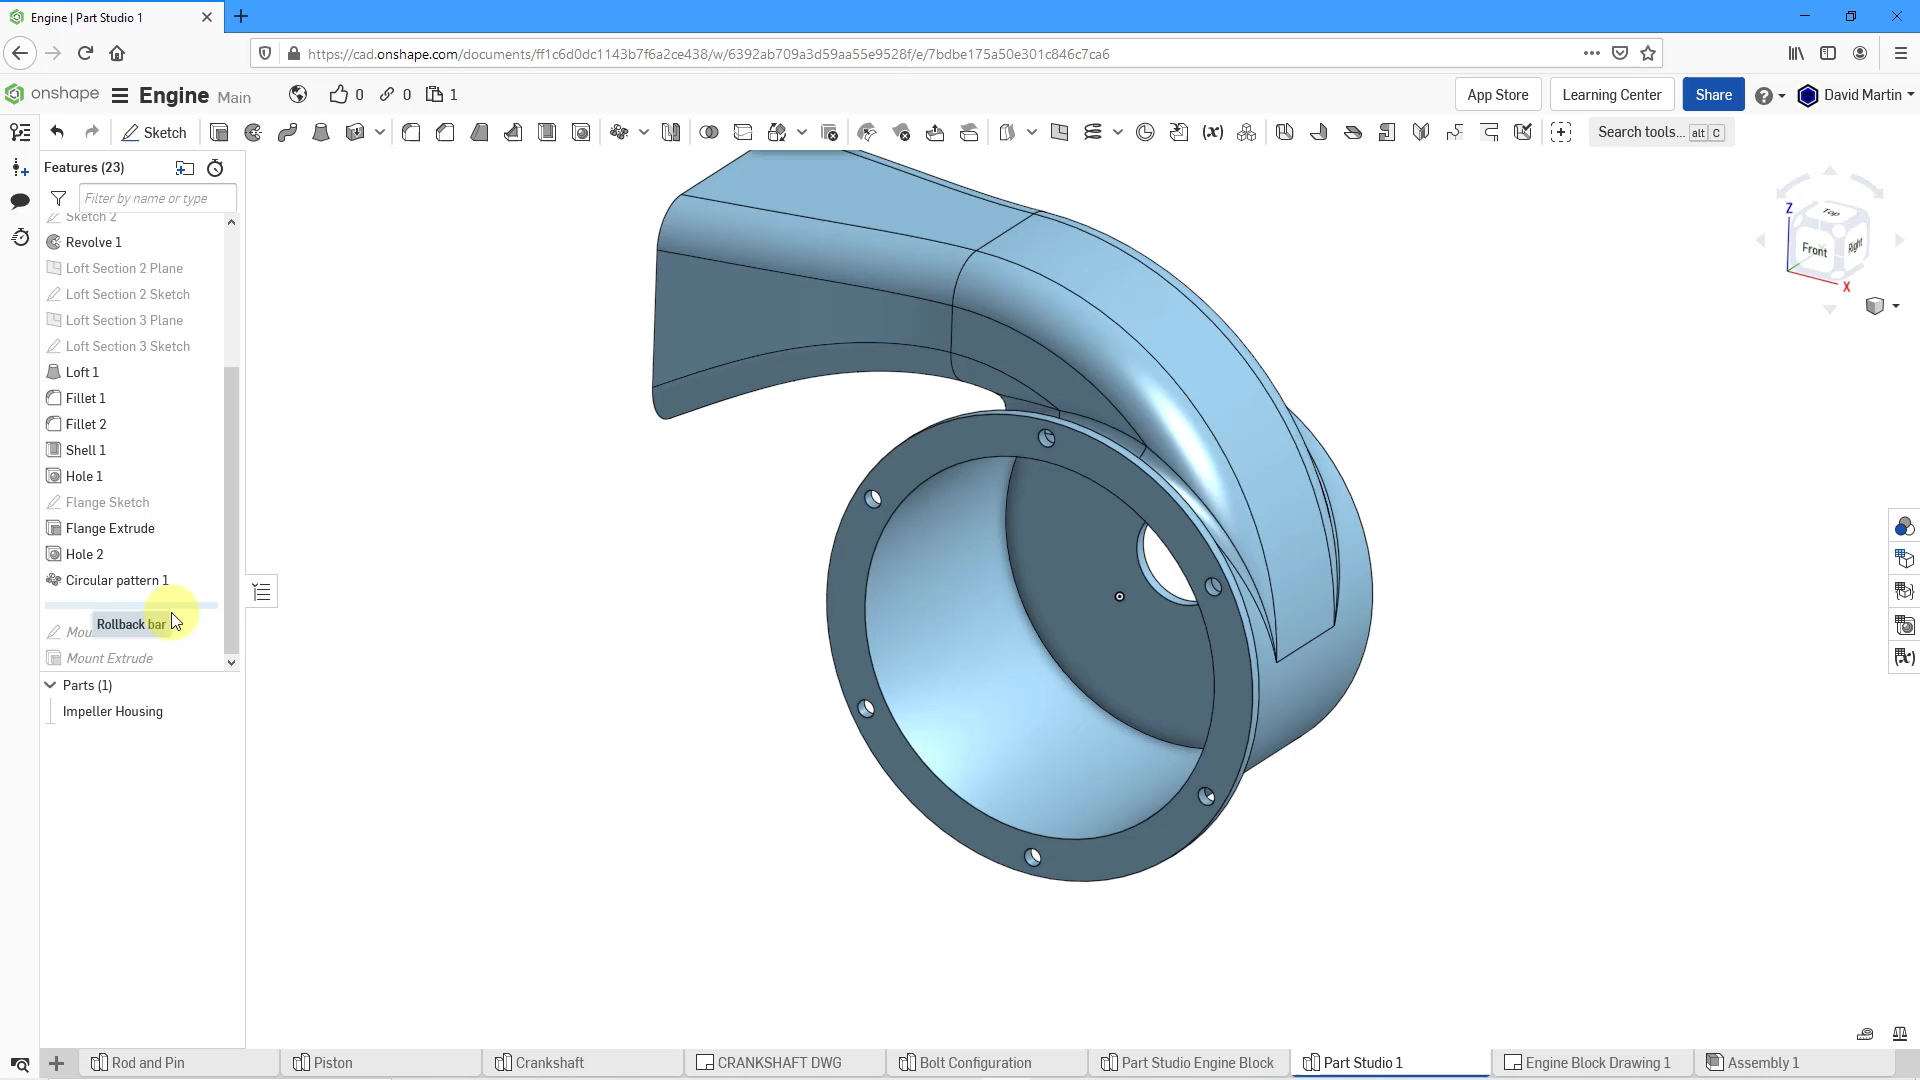 Engine | Part Studio 1
https://cad.onshape.com/documents/ff1c6d0dc1143b7f6a2ce438/w/6392ab709a3d59aa55e9528f/e/7bdbe175a50e301c846c7ca6
onshape Engine Main 0 0 1 App Store Learning Center Share David Martin
Sketch (x) Search tools... alt C
Features (23)
Filter by name or type
Sketch 2
Revolve 1
Loft Section 2 Plane
Loft Section 2 Sketch
Loft Section 3 Plane
Loft Section 3 Sketch
Loft 1
Fillet 1
Fillet 2
Shell 1
Hole 1
Flange Sketch
Flange Extrude
Hole 2
Circular pattern 1
Rollback bar
Mount Extrude
Parts (1)
Impeller Housing
Z
Top
Front
Right
X
(x)
Rod and Pin Piston Crankshaft CRANKSHAFT DWG Bolt Configuration Part Studio Engine Block Part Studio 1 Engine Block Drawing 1 Assembly 1